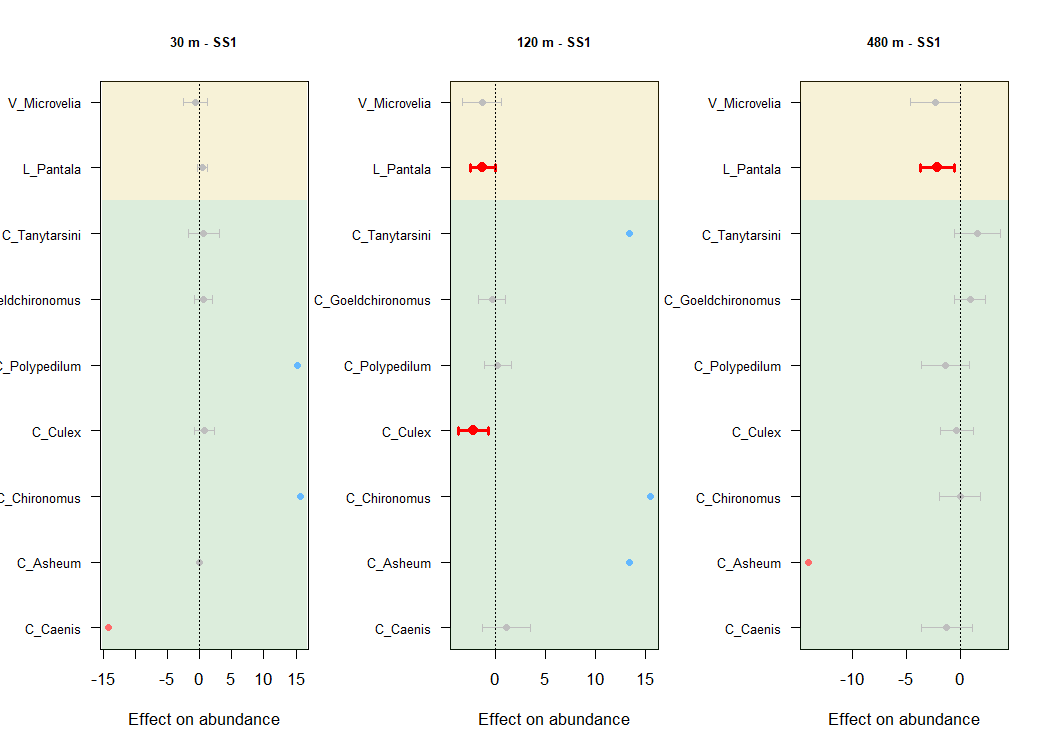 30 m - SS1
120 m - SS1
480 m - SS1
V_Microvelia
L_Pantala
C_Tanytarsini
eldchironomus
C_Polypedilum
C_Culex
C_Chironomus
C_Asheum
C_Caenis
-15
-5
0
5
10
15
Effect on abundance
V_Microvelia
L_Pantala
C_Tanytarsini
C_Goeldchironomus
C_Polypedilum
C_Culex
C_Chironomus
C_Asheum
C_Caenis
0
5
10
15
Effect on abundance
V_Microvelia
L_Pantala
C_Tanytarsini
C_Goeldchironomus
C_Polypedilum
C_Culex
C_Chironomus
C_Asheum
C_Caenis
-10
-5
0
Effect on abundance